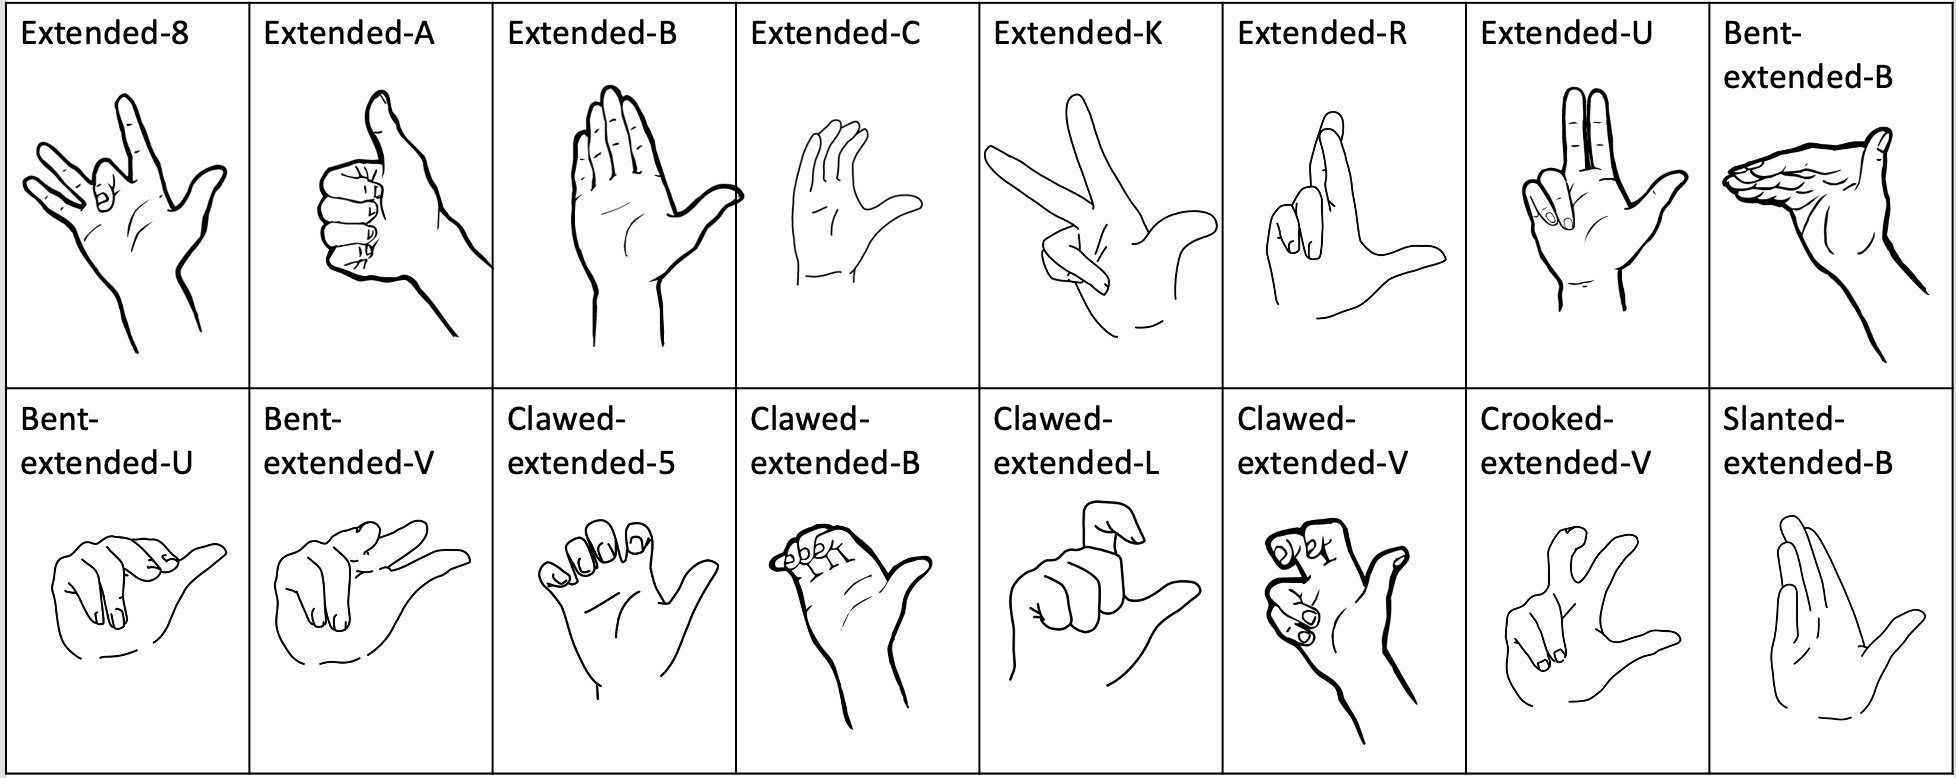 Extended-8
Extended-A
Extended-B
Extended-C
Extended-K
Extended-R
Extended-U
Bent-
extended-B
Bent-
extended-U
Bent-
extended-V
Clawed-
extended-5
Clawed-
extended-B
Clawed-
extended-L
Clawed-
extended-V
Crooked-
extended-V
Slanted-
extended-B